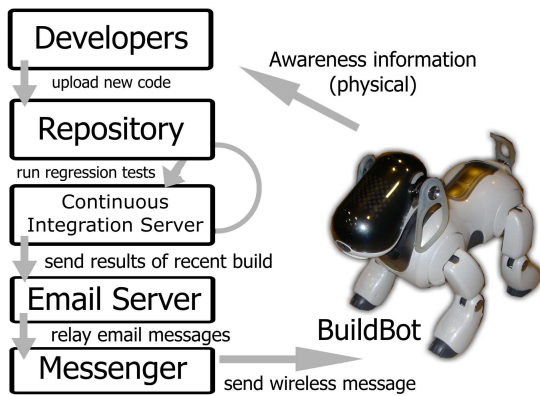 Developers
upload new code
Awareness information
(physical)
Repository
run regression tests
Continuous
Integration Server
send results of recent build
Email Server
relay email messages
BuildBot
Messenger
send wireless message